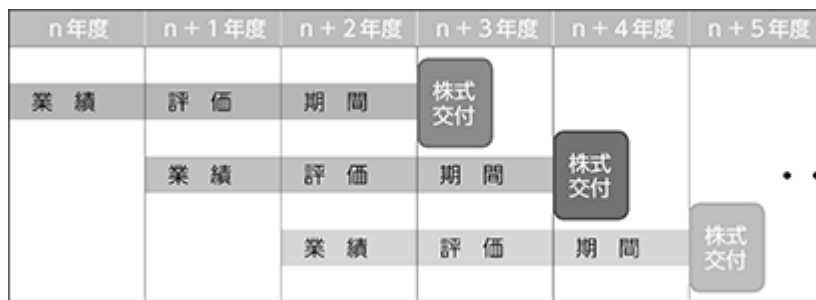 n年度 n+1年度 n+2年度 n+3年度 n+4年度 n+5年度
業 績 評 価 期 間
株式
交付
業 績 評 価 期 間
株式
交付
業 績 評 価 期 間
株式
交付
・・